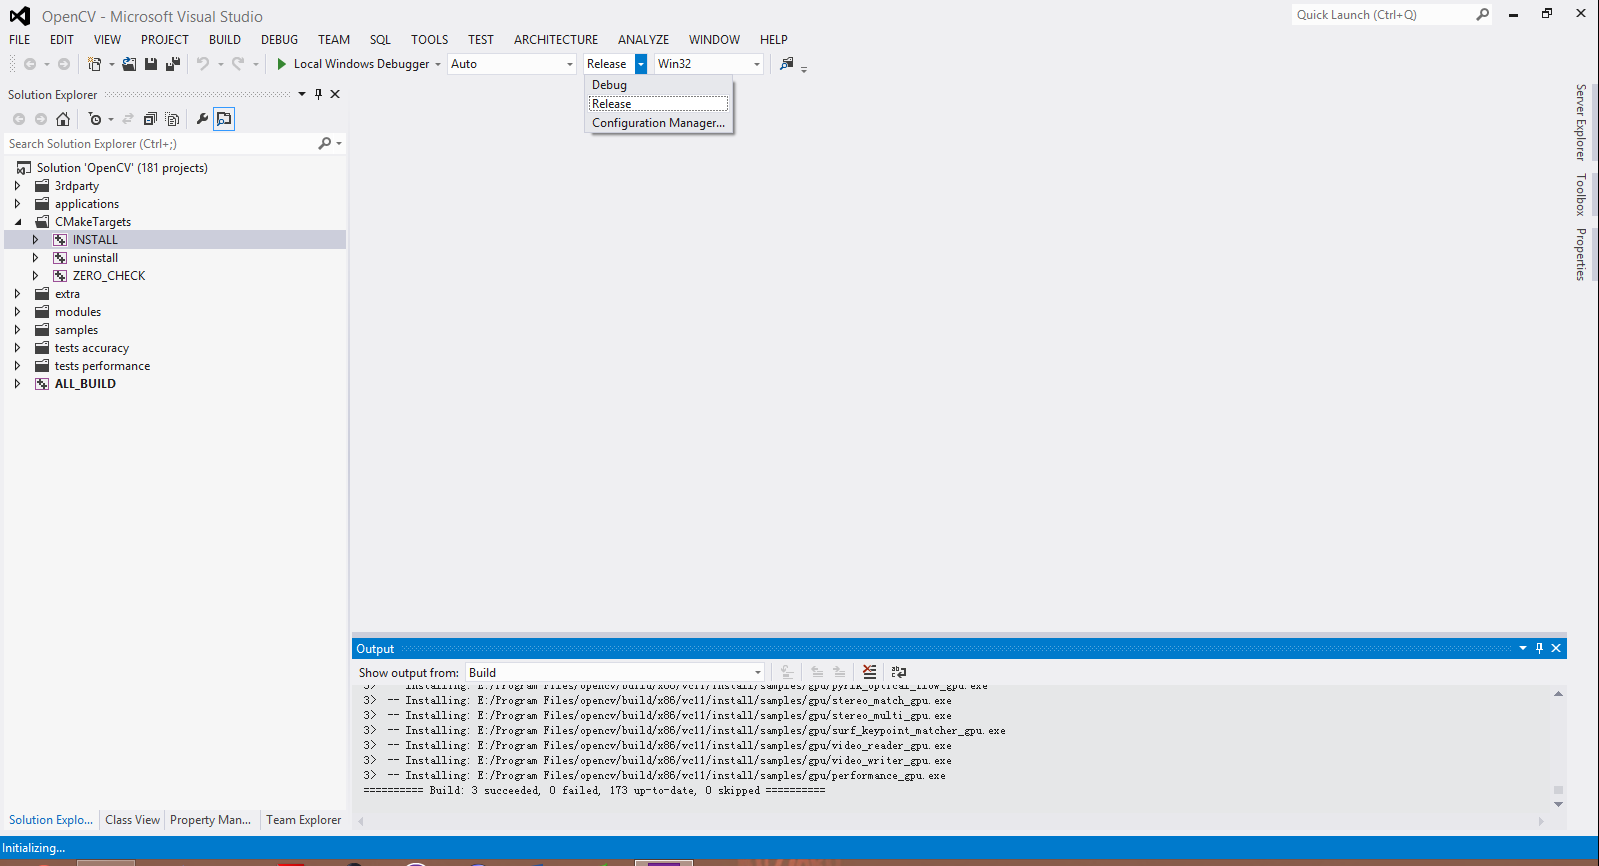 OpenCV - Microsoft Visual Studio
Quick Launch (Ctrl+Q)
FILE EDIT VIEW PROJECT BUILD DEBUG TEAM SQL TOOLS TEST ARCHITECTURE ANALYZE WINDOW HELP
Local Windows Debugger Auto Release Win32
Debug
Release
Configuration Manager...
Solution Explorer
Search Solution Explorer (Ctrl+;)
Solution 'OpenCV' (181 projects)
3rdparty
applications
CMakeTargets
INSTALL
uninstall
ZERO_CHECK
extra
modules
samples
tests accuracy
tests performance
ALL_BUILD
Server Explorer
Toolbox
Properties
Output
Show output from: Build
3> -- Installing: E:/Program Files/opencv/build/x86/vc11/install/samples/gpu/pyrlk_optical_flow_gpu.exe
3> -- Installing: E:/Program Files/opencv/build/x86/vc11/install/samples/gpu/stereo_match_gpu.exe
3> -- Installing: E:/Program Files/opencv/build/x86/vc11/install/samples/gpu/stereo_multi_gpu.exe
3> -- Installing: E:/Program Files/opencv/build/x86/vc11/install/samples/gpu/surf_keypoint_matcher_gpu.exe
3> -- Installing: E:/Program Files/opencv/build/x86/vc11/install/samples/gpu/video_reader_gpu.exe
3> -- Installing: E:/Program Files/opencv/build/x86/vc11/install/samples/gpu/video_writer_gpu.exe
3> -- Installing: E:/Program Files/opencv/build/x86/vc11/install/samples/gpu/performance_gpu.exe
========== Build: 3 succeeded, 0 failed, 173 up-to-date, 0 skipped ==========
Solution Explo... Class View Property Man... Team Explorer
Initializing...